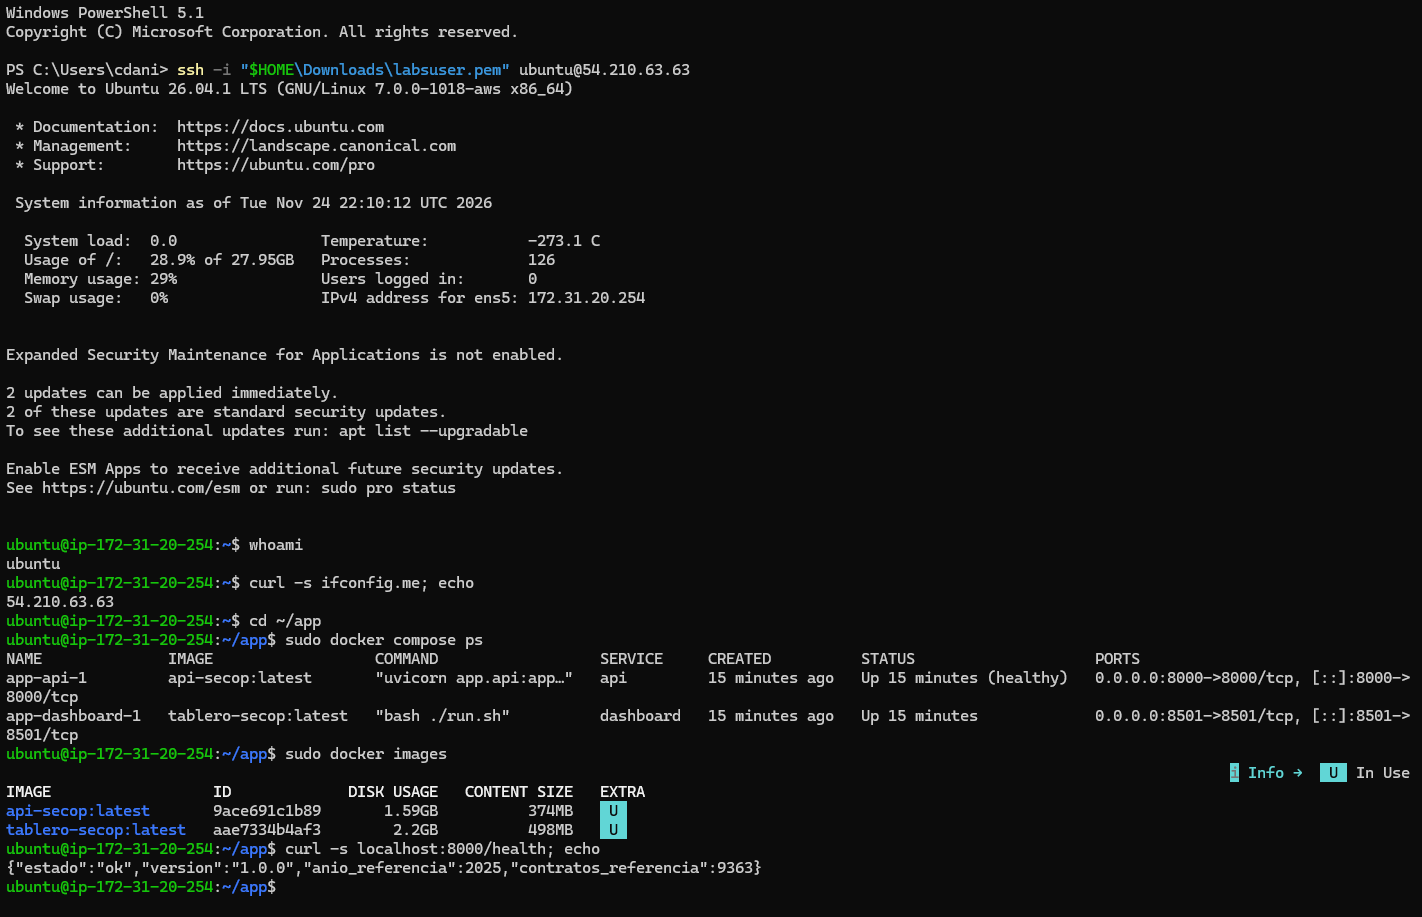 Windows PowerShell 5.1
Copyright (C) Microsoft Corporation. All rights reserved.
PS C:\Users\cdani> ssh -i "$HOME\Downloads\labsuser.pem" ubuntu@54.210.63.63
Welcome to Ubuntu 26.04.1 LTS (GNU/Linux 7.0.0-1018-aws x86_64)
* Documentation:  https://docs.ubuntu.com
* Management:     https://landscape.canonical.com
* Support:        https://ubuntu.com/pro
System information as of Tue Nov 24 22:10:12 UTC 2026
System load:  0.0                Temperature:           -273.1 C
Usage of /:   28.9% of 27.95GB   Processes:             126
Memory usage: 29%                Users logged in:       0
Swap usage:   0%                 IPv4 address for ens5: 172.31.20.254
Expanded Security Maintenance for Applications is not enabled.
2 updates can be applied immediately.
2 of these updates are standard security updates.
To see these additional updates run: apt list --upgradable
Enable ESM Apps to receive additional future security updates.
See https://ubuntu.com/esm or run: sudo pro status
ubuntu@ip-172-31-20-254:~$ whoami
ubuntu
ubuntu@ip-172-31-20-254:~$ curl -s ifconfig.me; echo
54.210.63.63
ubuntu@ip-172-31-20-254:~$ cd ~/app
ubuntu@ip-172-31-20-254:~/app$ sudo docker compose ps
NAME              IMAGE                  COMMAND                  SERVICE     CREATED          STATUS                    PORTS
app-api-1         api-secop:latest       "uvicorn app.api:app…"   api         15 minutes ago   Up 15 minutes (healthy)   0.0.0.0:8000->8000/tcp, [::]:8000->
8000/tcp
app-dashboard-1   tablero-secop:latest   "bash ./run.sh"          dashboard   15 minutes ago   Up 15 minutes             0.0.0.0:8501->8501/tcp, [::]:8501->
8501/tcp
ubuntu@ip-172-31-20-254:~/app$ sudo docker images
i Info →   U  In Use
IMAGE                  ID             DISK USAGE   CONTENT SIZE   EXTRA
api-secop:latest       9ace691c1b89       1.59GB          374MB    U
tablero-secop:latest   aae7334b4af3        2.2GB          498MB    U
ubuntu@ip-172-31-20-254:~/app$ curl -s localhost:8000/health; echo
{"estado":"ok","version":"1.0.0","anio_referencia":2025,"contratos_referencia":9363}
ubuntu@ip-172-31-20-254:~/app$